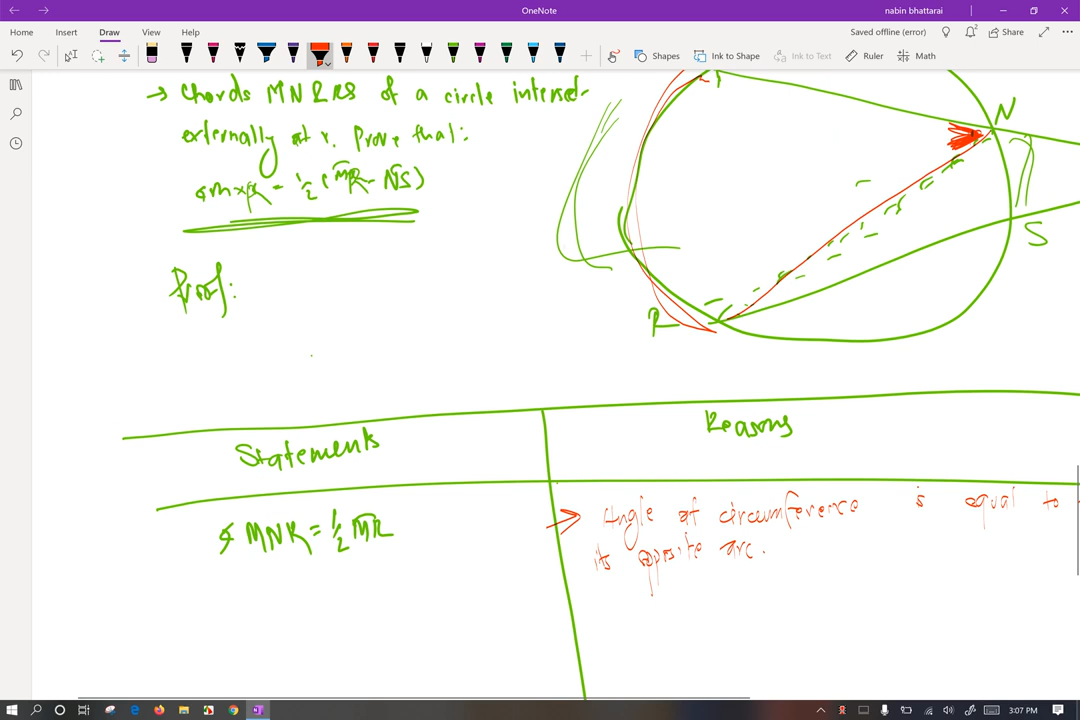 OneNote
nabin bhattarai
Home Insert Draw View Help
Saved offline (error)
Share
Shapes
Ink to Shape
Ink to Text
Ruler
Math
→ Chords MN & RS of a circle intersect
externally at X. Prove that:
∢MXR = ½(MR - NS)
Proof:
N
S
R
Statements
Reasons
∢ MNR = ½ MR
→ Angle at circumference is equal to
its opposite arc.
3:07 PM